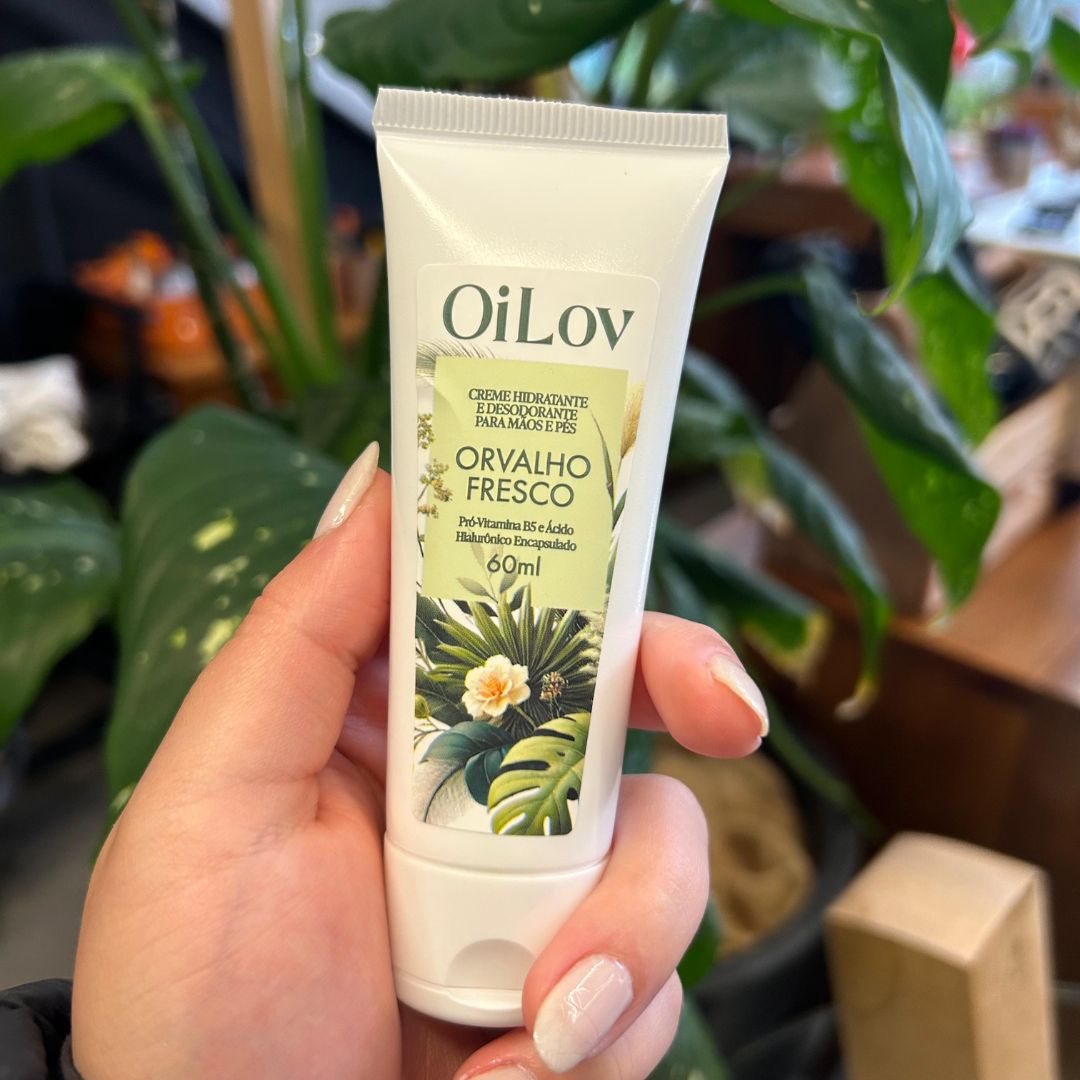 OiLov
CREME HIDRATANTE
E DESODORANTE
PARA MÃOS E PÉS
ORVALHO
FRESCO
Pró-Vitamina B5 e Ácido
Hialurônico Encapsulado
60ml